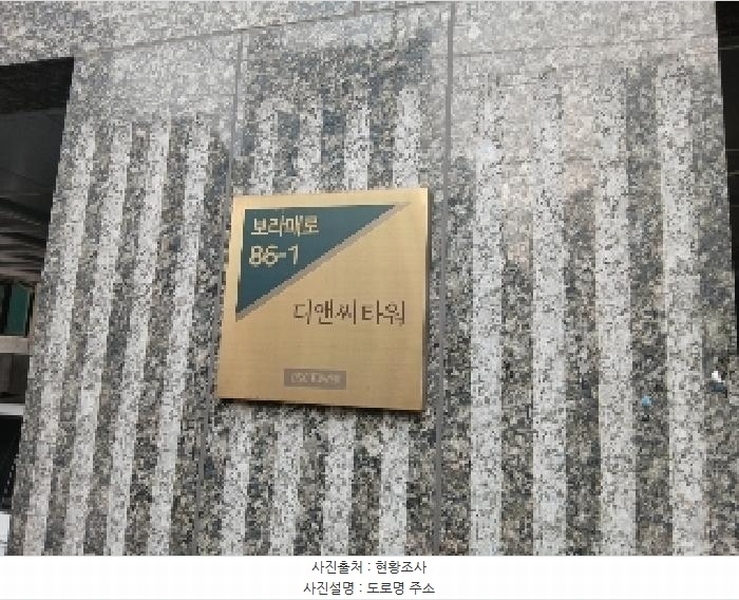 보라매로
86-1
디앤씨타워
사진출처 : 현황조사
사진설명 : 도로명 주소